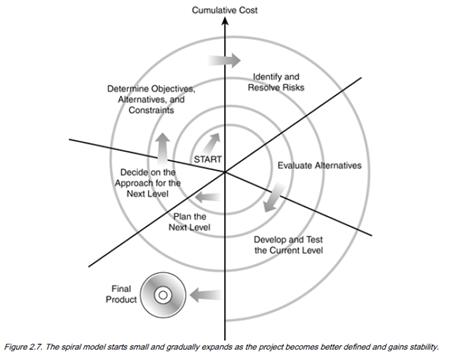 Cumulative Cost
Identify and
Resolve Risks
Determine Objectives,
Alternatives, and
Constraints
START
Evaluate Alternatives
Decide on the
Approach for the
Next Level
Plan the
Next Level
Develop and Test
the Current Level
Final
Product
Figure 2.7. The spiral model starts small and gradually expands as the project becomes better defined and gains stability.